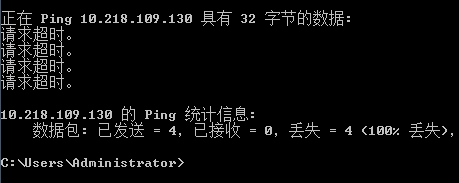 正在 Ping 10.218.109.130 具有 32 字节的数据:
请求超时。
请求超时。
请求超时。
请求超时。
10.218.109.130 的 Ping 统计信息:
数据包: 已发送 = 4, 已接收 = 0, 丢失 = 4 (100% 丢失),
C:\Users\Administrator>